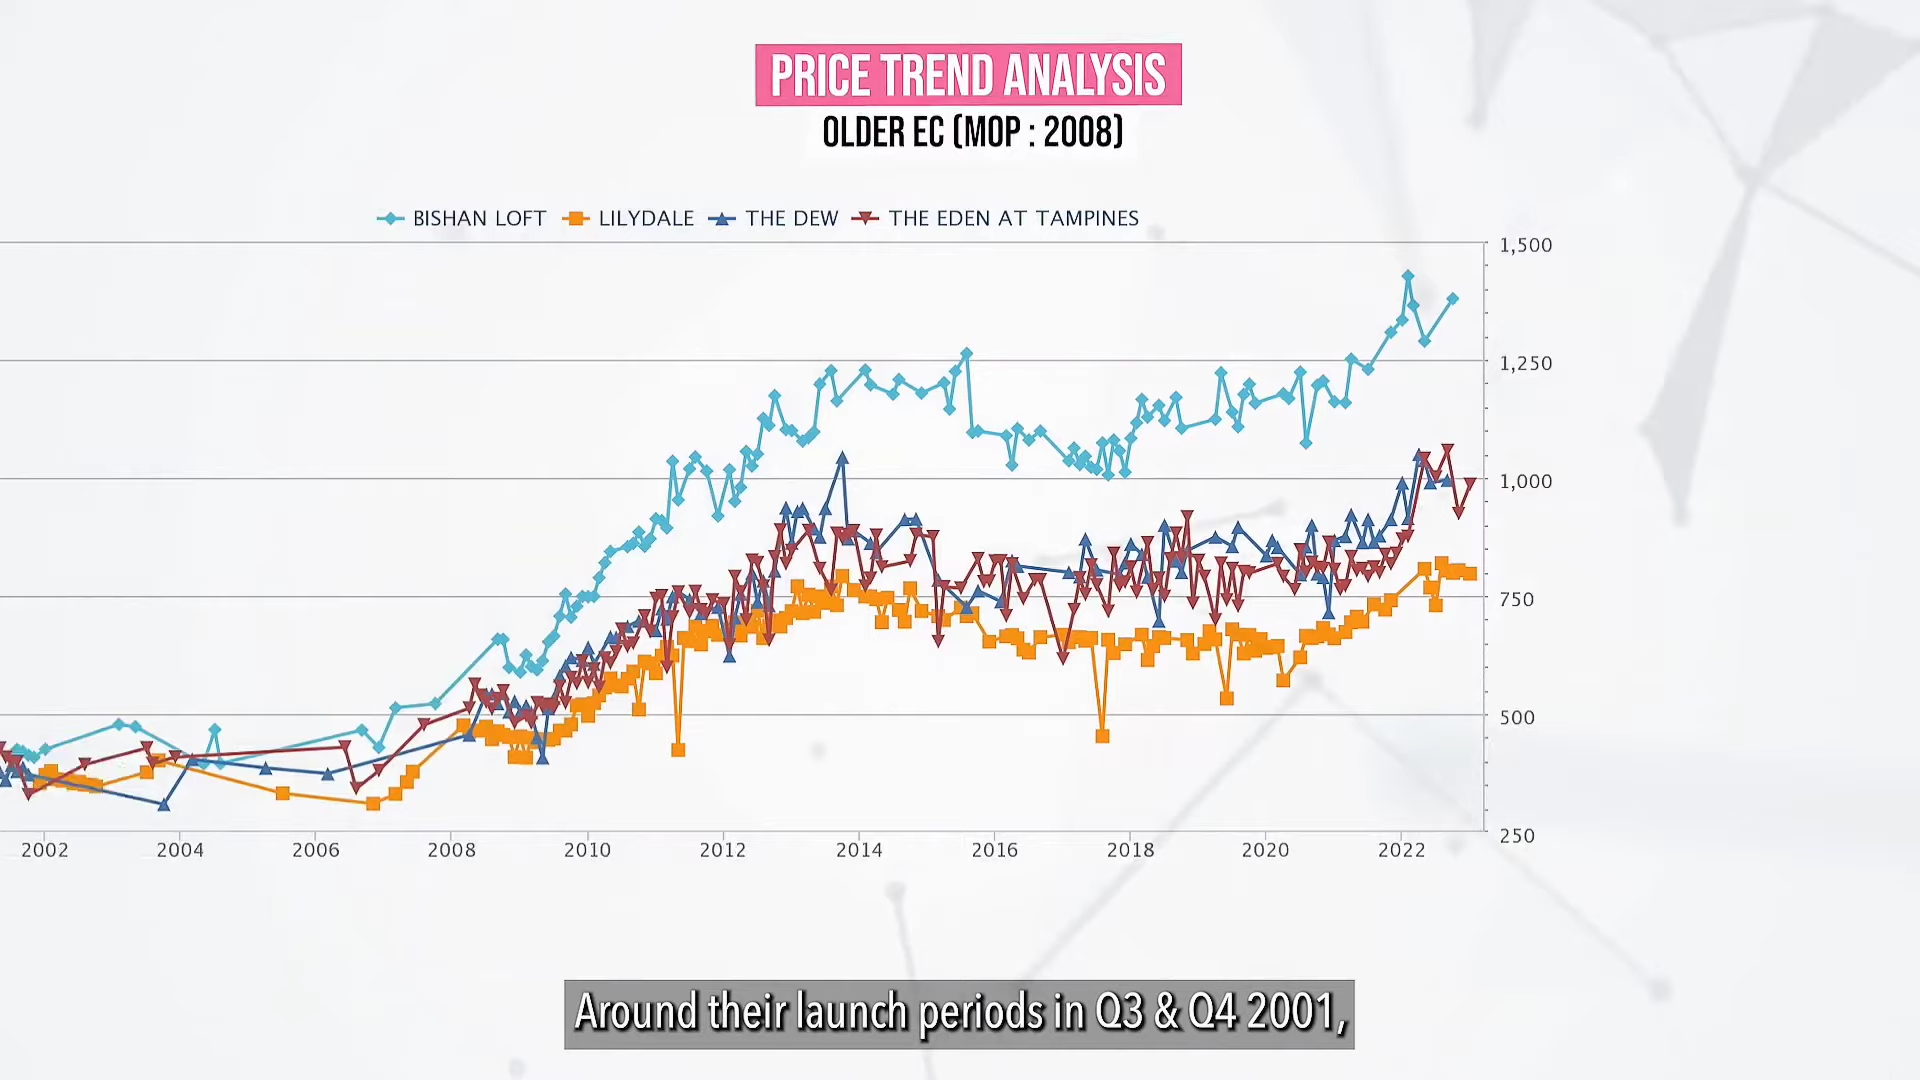 PRICE TREND ANALYSIS
OLDER EC (MOP : 2008)
BISHAN LOFT LILYDALE THE DEW THE EDEN AT TAMPINES
1,500
1,250
1,000
750
500
250
2002 2004 2006 2008 2010 2012 2014 2016 2018 2020 2022
Around their launch periods in Q3 & Q4 2001,